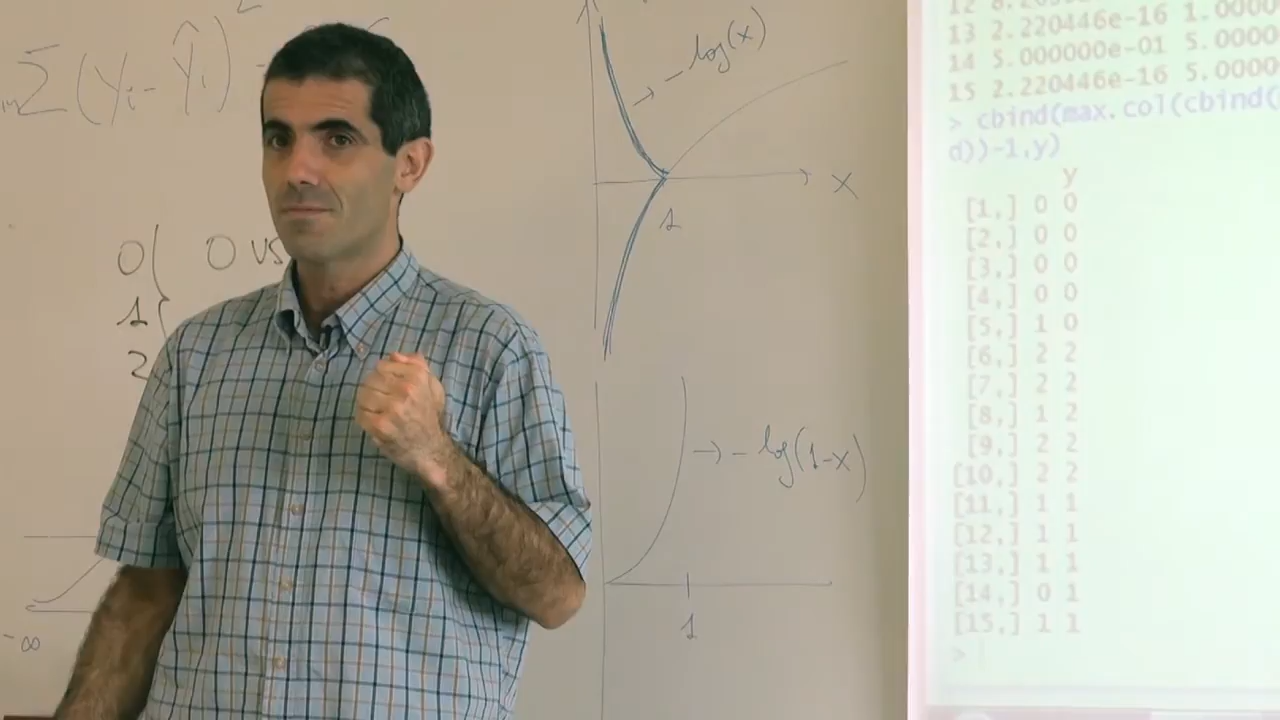 ∑(yᵢ - ŷᵢ)²
0 0 vs
1
2
-∞
→ -log(x)
x
1
→ -log(1-x)
1
13 2.220446e-16 1.0000
14 5.000000e-01 5.0000
15 2.220446e-16 5.0000
> cbind(max.col(cbind(
d))-1,y)
y
[1,] 0 0
[2,] 0 0
[3,] 0 0
[4,] 0 0
[5,] 1 0
[6,] 2 2
[7,] 2 2
[8,] 1 2
[9,] 2 2
[10,] 2 2
[11,] 1 1
[12,] 1 1
[13,] 1 1
[14,] 0 1
[15,] 1 1
>